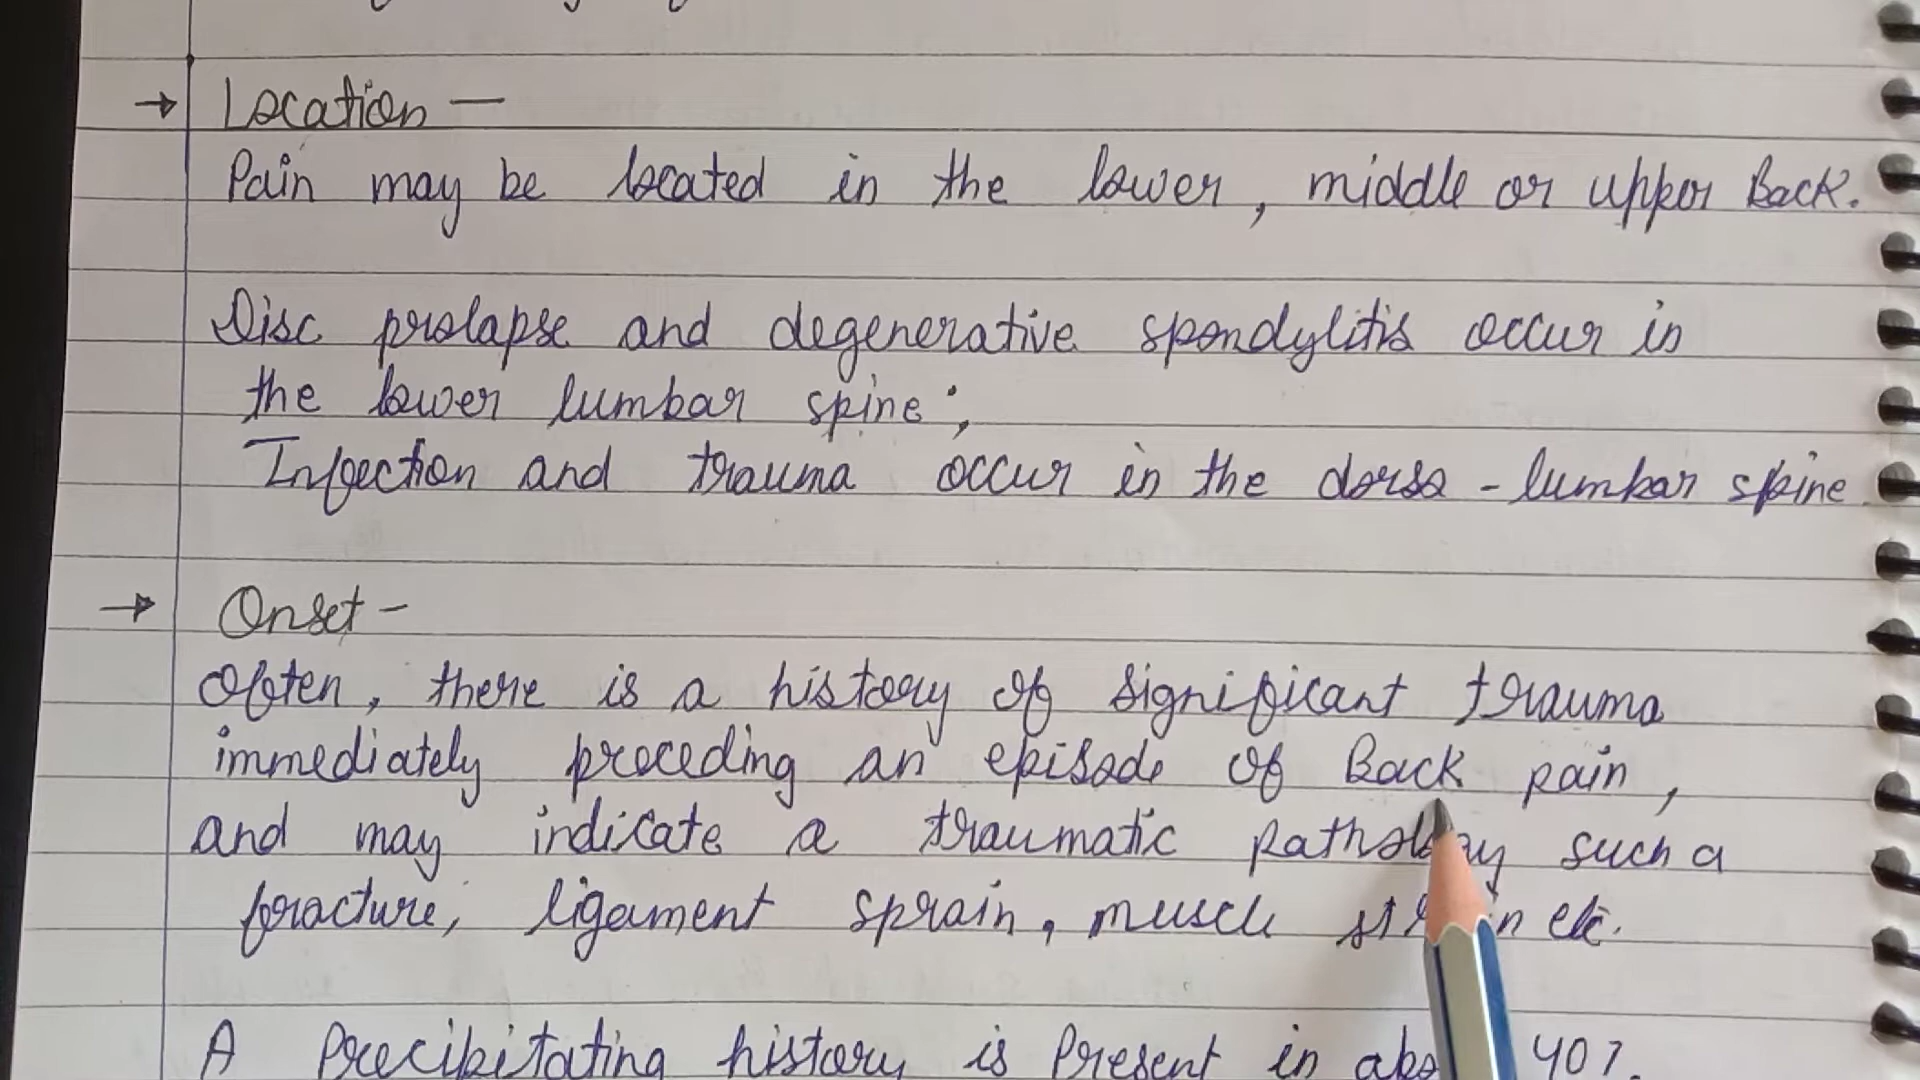 → Location —
Pain may be located in the lower, middle or upper Back.
Disc prolapse and degenerative spondylitis occur in
the lower lumbar spine;
Infection and trauma occur in the dorso - lumbar spine.
→ Onset -
Often, there is a history of significant trauma
immediately preceding an episode of Back pain,
and may indicate a traumatic pathology such a
fracture, ligament sprain, muscle etc.
A Precipitating history is Present in 40%.